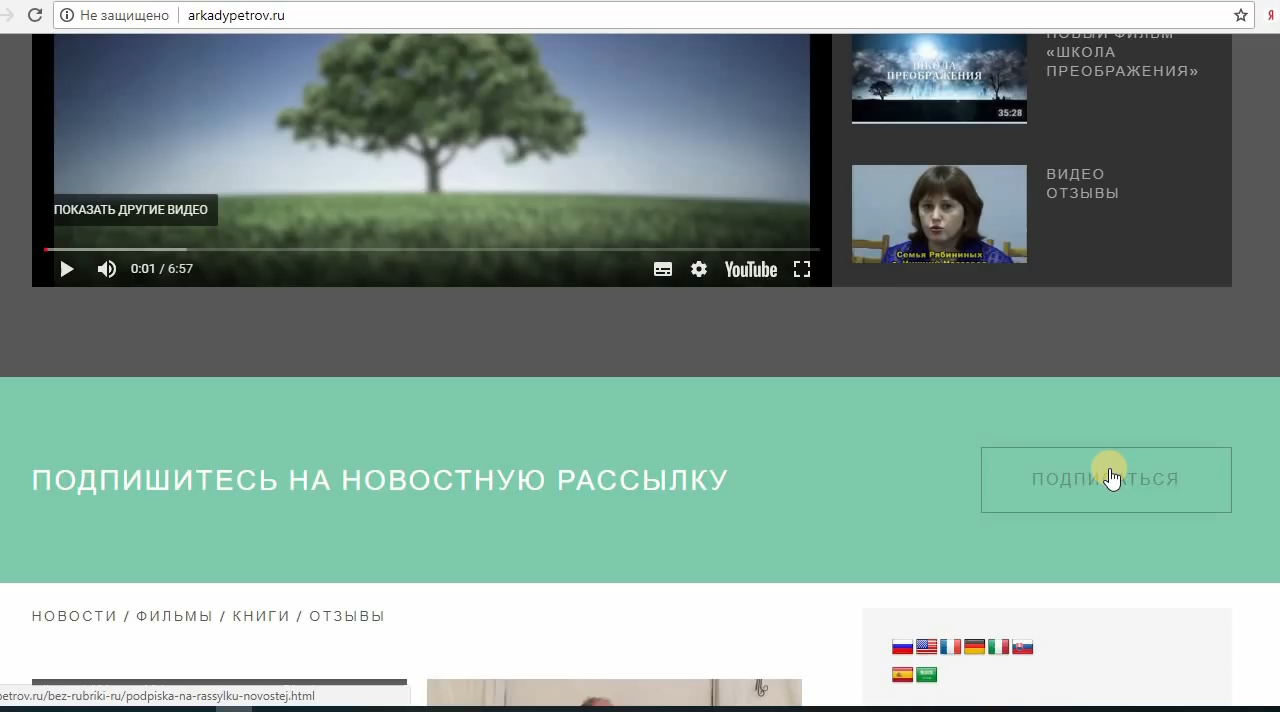 Не защищено
arkadypetrov.ru
Я
НОВЫЙ ФИЛЬМ
«ШКОЛА
ПРЕОБРАЖЕНИЯ»
ШКОЛА
ПРЕОБРАЖЕНИЯ
35:28
ПОКАЗАТЬ ДРУГИЕ ВИДЕО
0:01 / 6:57
YouTube
ВИДЕО
ОТЗЫВЫ
Семья Рябининых
ПОДПИШИТЕСЬ НА НОВОСТНУЮ РАССЫЛКУ
ПОДПИСАТЬСЯ
НОВОСТИ / ФИЛЬМЫ / КНИГИ / ОТЗЫВЫ
petrov.ru/bez-rubriki-ru/podpiska-na-rassylku-novostej.html